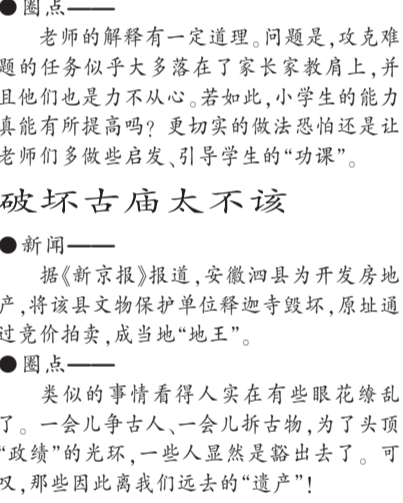 ●圈点——
老师的解释有一定道理。问题是，攻克难
题的任务似乎大多落在了家长家教肩上，并
且他们也是力不从心。若如此，小学生的能力
真能有所提高吗？更切实的做法恐怕还是让
老师们多做些启发、引导学生的“功课”。
破坏古庙太不该
●新闻——
据《新京报》报道，安徽泗县为开发房地
产，将该县文物保护单位释迦寺毁坏，原址通
过竞价拍卖，成当地“地王”。
●圈点——
类似的事情看得人实在有些眼花缭乱
了。一会儿争古人、一会儿拆古物，为了头顶
“政绩”的光环，一些人显然是豁出去了。可
叹，那些因此离我们远去的“遗产”！